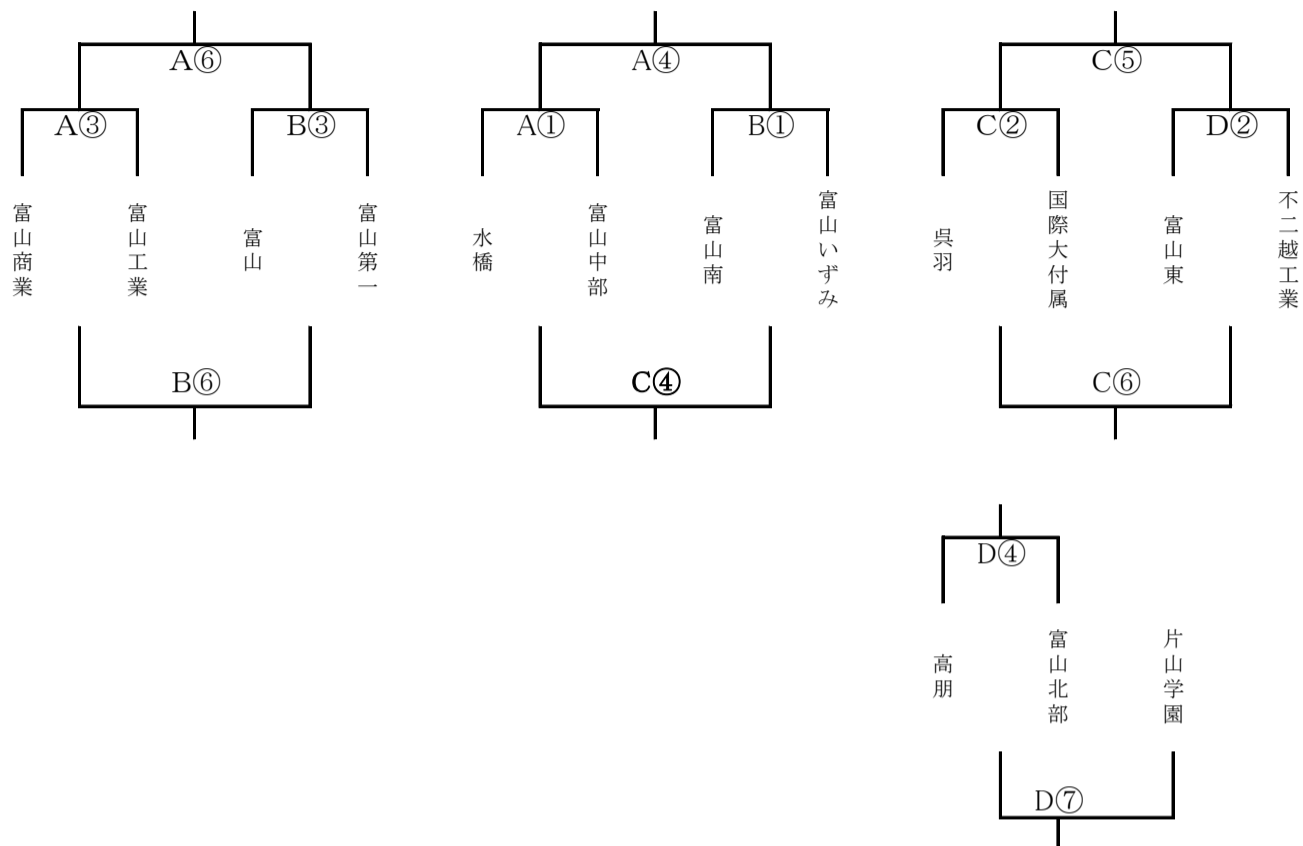 A⑥
A④
C⑤
A③
B③
A①
B①
C②
D②
富山商業
富山工業
富山
富山第一
水橋
富山中部
富山南
富山いずみ
呉羽
国際大付属
富山東
不二越工業
B⑥
C④
C⑥
D④
高朋
富山北部
片山学園
D⑦